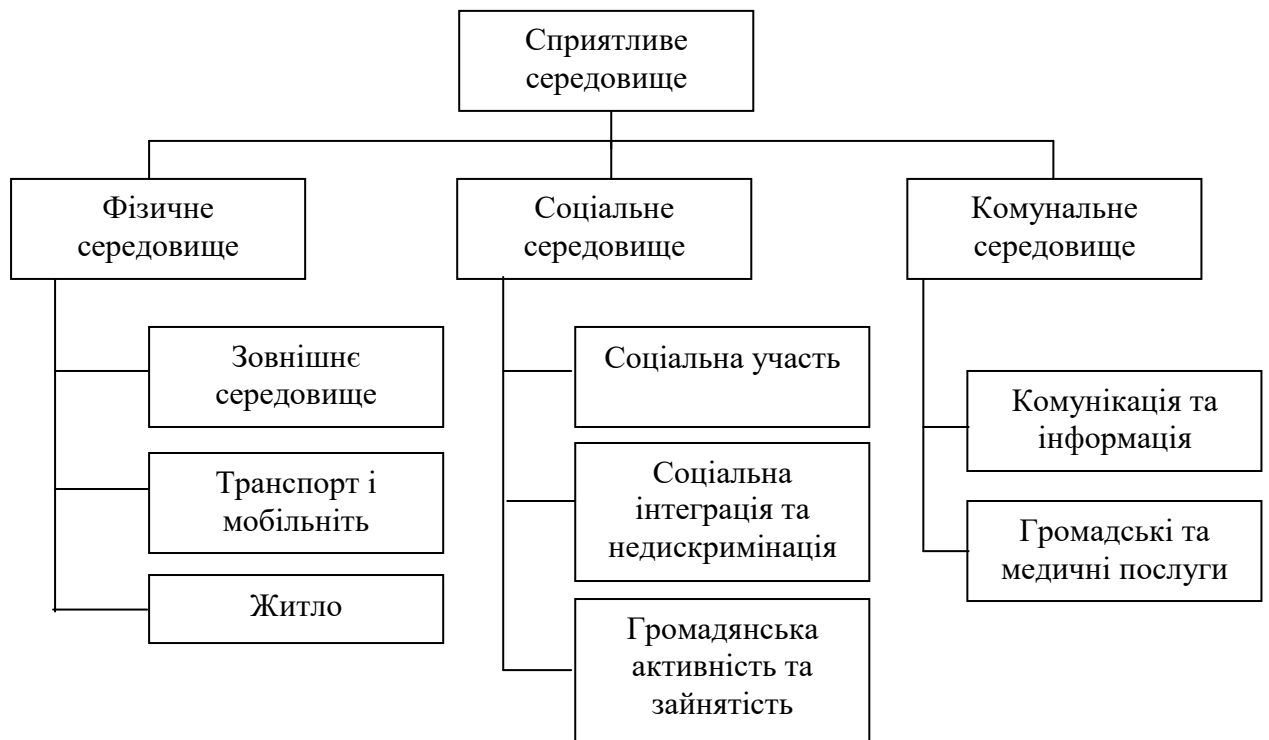 Сприятливе
середовище
Фізичне
середовище
Соціальне
середовище
Комунальне
середовище
Зовнішнє
середовище
Транспорт і
мобільніть
Житло
Соціальна участь
Соціальна
інтеграція та
недискримінація
Громадянська
активність та
зайнятість
Комунікація та
інформація
Громадські та
медичні послуги